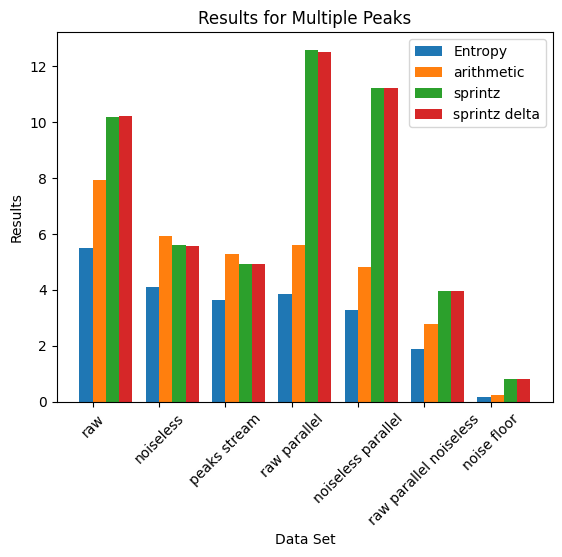 Results for Multiple Peaks
Entropy
arithmetic
sprintz
sprintz delta
Results
12
10
8
6
4
2
0
raw
noiseless
peaks stream
raw parallel
noiseless parallel
raw parallel noiseless
noise floor
Data Set